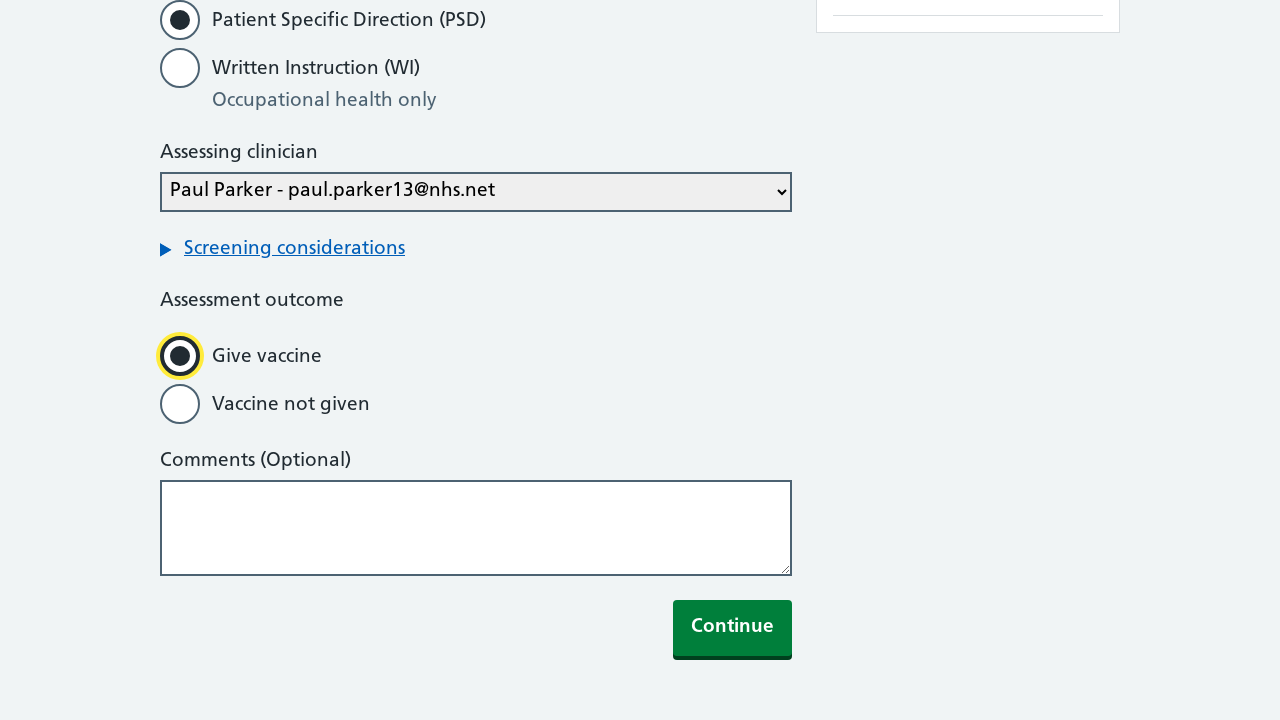 Patient Specific Direction (PSD)
Written Instruction (WI)
Occupational health only
Assessing clinician
Paul Parker - paul.parker13@nhs.net
Screening considerations
Assessment outcome
Give vaccine
Vaccine not given
Comments (Optional)
Continue